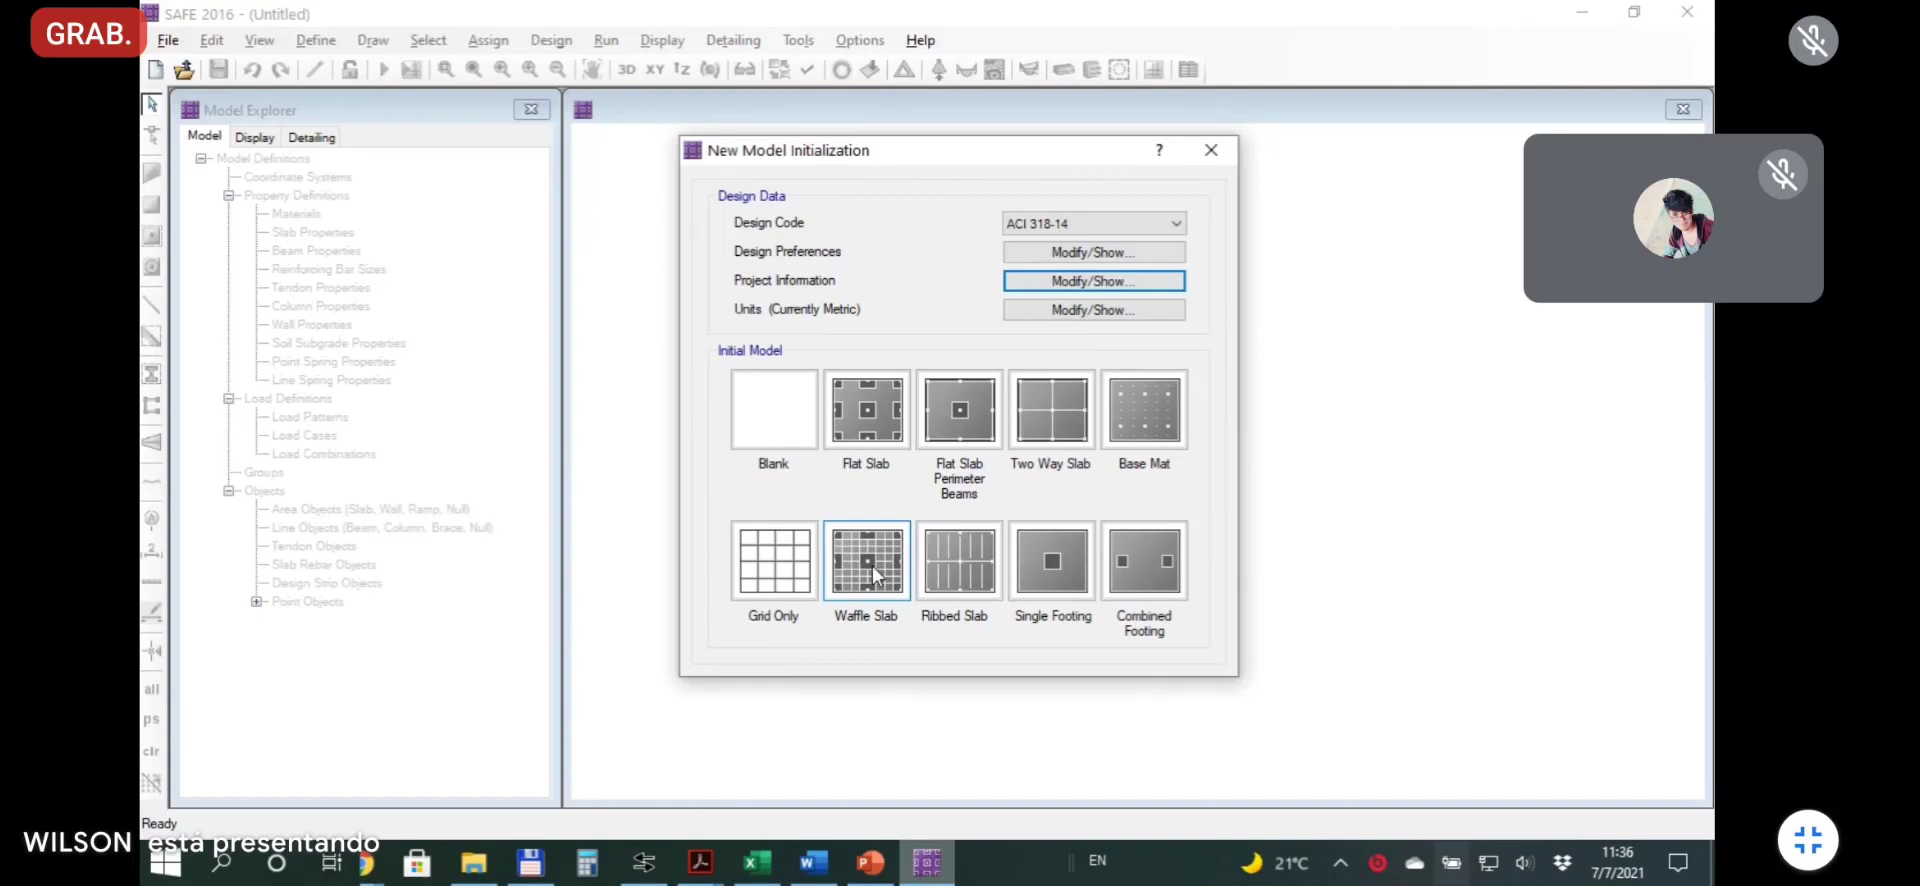 GRAB.
SAFE 2016 - (Untitled)
File Edit View Define Draw Select Assign Design Run Display Detailing Tools Options Help
3D XY
Model Explorer
Model Display Detailing
Model Definitions
Coordinate Systems
Property Definitions
Materials
Slab Properties
Beam Properties
Reinforcing Bar Sizes
Tendon Properties
Column Properties
Wall Properties
Soil Subgrade Properties
Point Spring Properties
Line Spring Properties
Load Definitions
Load Patterns
Load Cases
Load Combinations
Groups
Objects
Area Objects (Slab, Wall, Ramp, Null)
Line Objects (Beam, Column, Brace, Null)
Tendon Objects
Slab Rebar Objects
Design Strip Objects
Point Objects
all
ps
clr
New Model Initialization
Design Data
Design Code ACI 318-14
Design Preferences Modify/Show...
Project Information Modify/Show...
Units (Currently Metric) Modify/Show...
Initial Model
Blank
Flat Slab
Flat Slab Perimeter Beams
Two Way Slab
Base Mat
Grid Only
Waffle Slab
Ribbed Slab
Single Footing
Combined Footing
Ready
WILSON está presentando
EN
21°C
11:36
7/7/2021